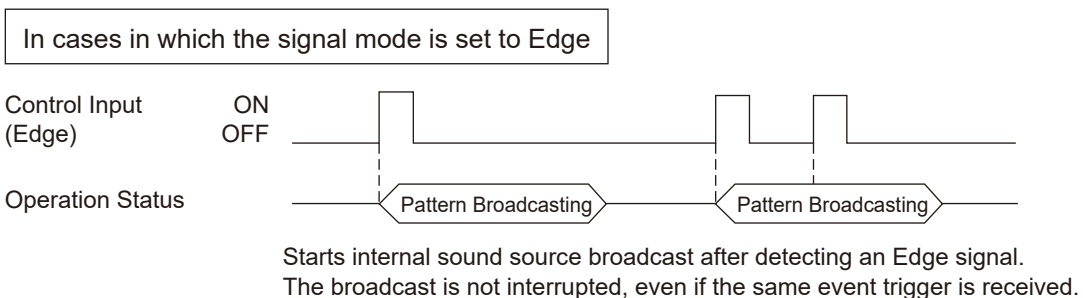 In cases in which the signal mode is set to Edge
Control Input ON
(Edge) OFF
Operation Status Pattern Broadcasting Pattern Broadcasting
Starts internal sound source broadcast after detecting an Edge signal.
The broadcast is not interrupted, even if the same event trigger is received.